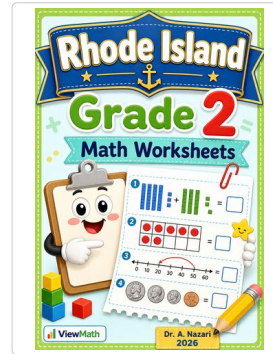 Rhode Island
Grade 2
Math Worksheets
1
+ =
2
=
3
0 10 20 30 40 50 60
=
4
=
ViewMath
Dr. A. Nazari
2026